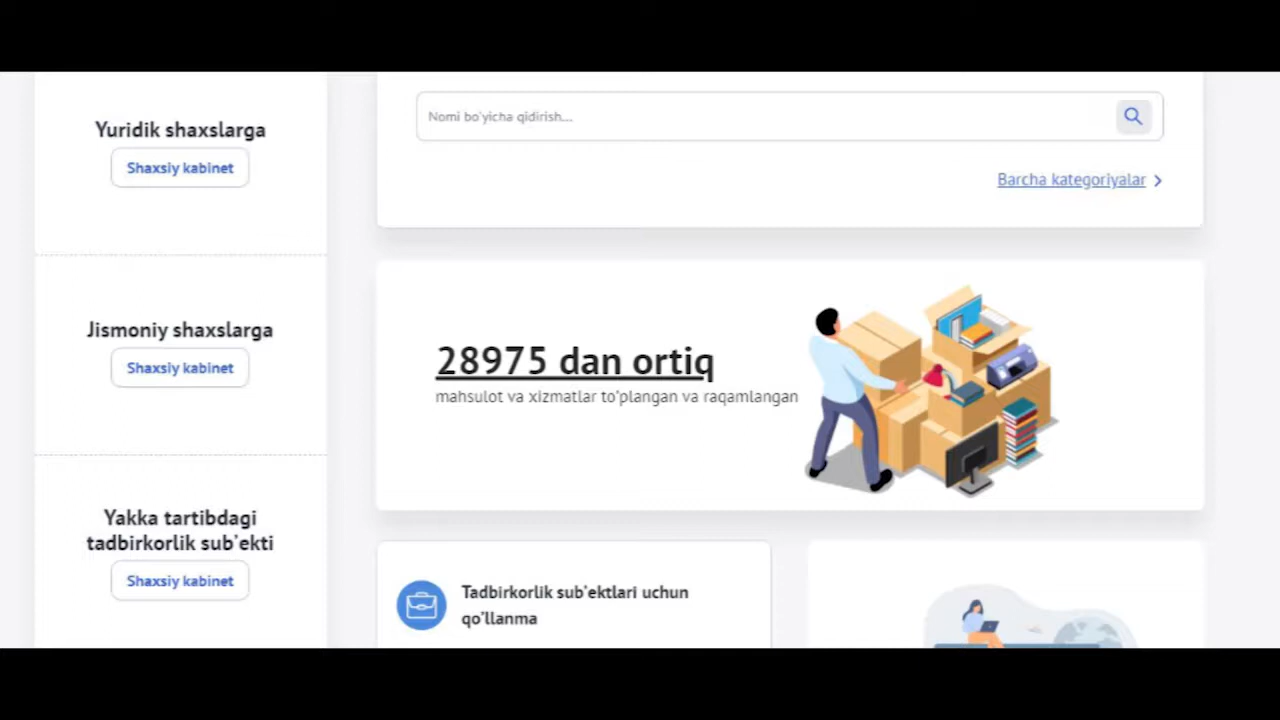 Yuridik shaxslarga
Shaxsiy kabinet
Jismoniy shaxslarga
Shaxsiy kabinet
Yakka tartibdagi
tadbirkorlik sub'ekti
Shaxsiy kabinet
Nomi bo'yicha qidirish...
Barcha kategoriyalar
28975 dan ortiq
mahsulot va xizmatlar to'plangan va raqamlangan
Tadbirkorlik sub'ektlari uchun
qo'llanma